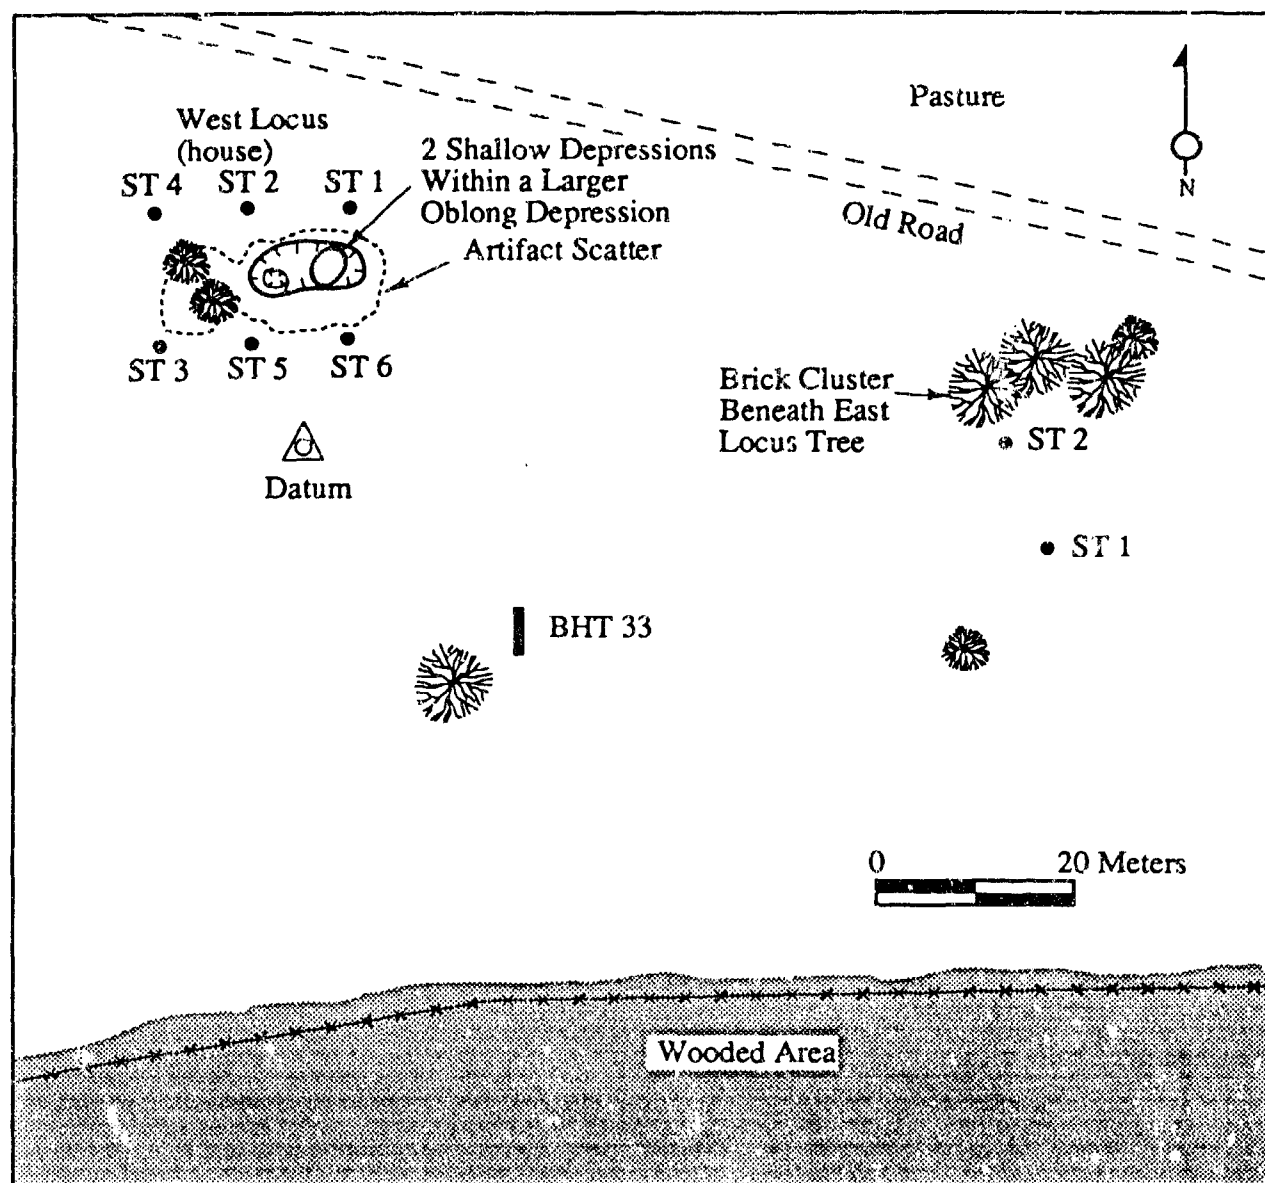 Pasture
N
Old Road
West Locus
(house)
ST 4
ST 2
ST 1
2 Shallow Depressions
Within a Larger
Oblong Depression
Artifact Scatter
ST 3
ST 5
ST 6
Datum
Brick Cluster
Beneath East
Locus Tree
ST 2
ST 1
BHT 33
0
20 Meters
Wooded Area